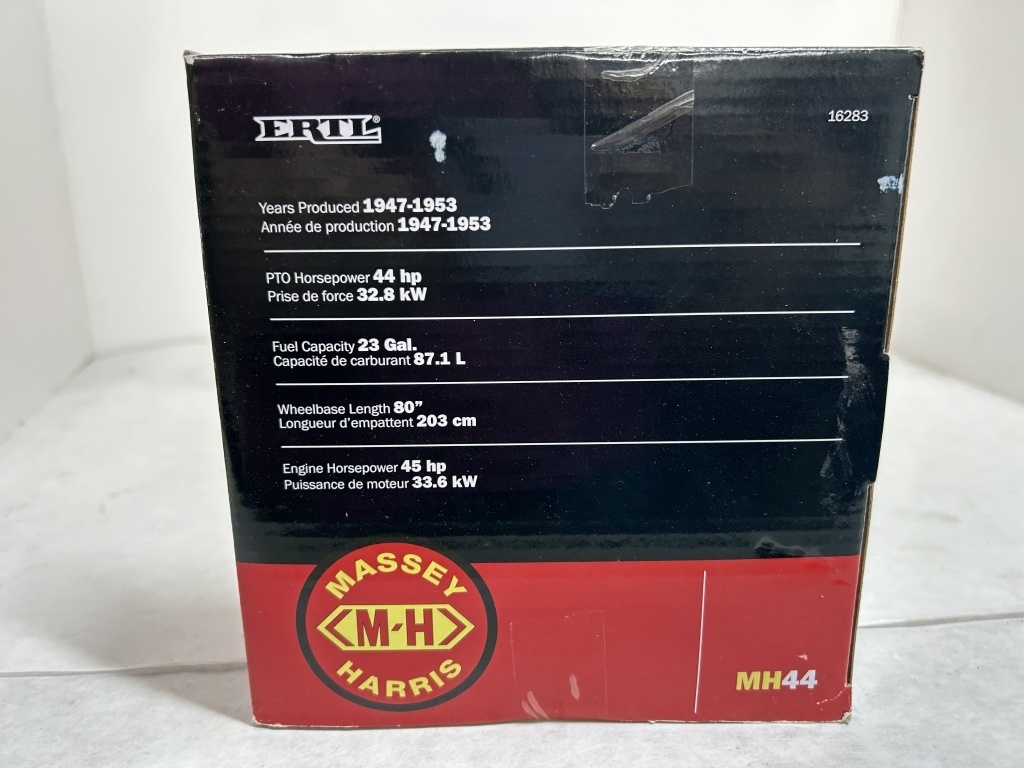 ERTL®
16283
Years Produced 1947-1953
Année de production 1947-1953
PTO Horsepower 44 hp
Prise de force 32.8 kW
Fuel Capacity 23 Gal.
Capacité de carburant 87.1 L
Wheelbase Length 80”
Longueur d'empattent 203 cm
Engine Horsepower 45 hp
Puissance de moteur 33.6 kW
MASSEY
M-H
HARRIS
MH44